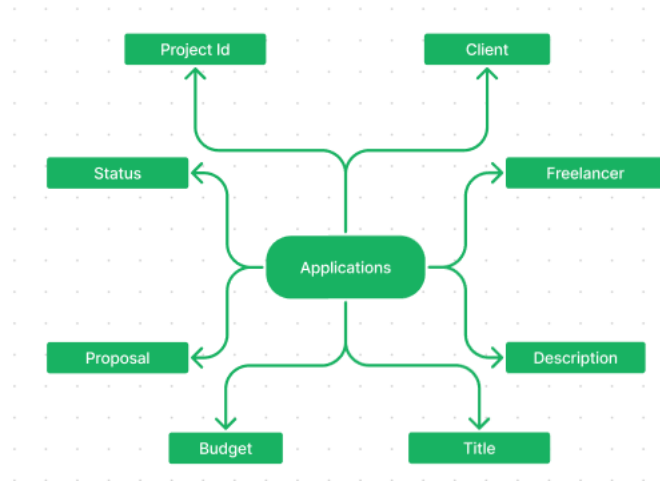 Project Id
Client
Status
Freelancer
Applications
Proposal
Description
Budget
Title